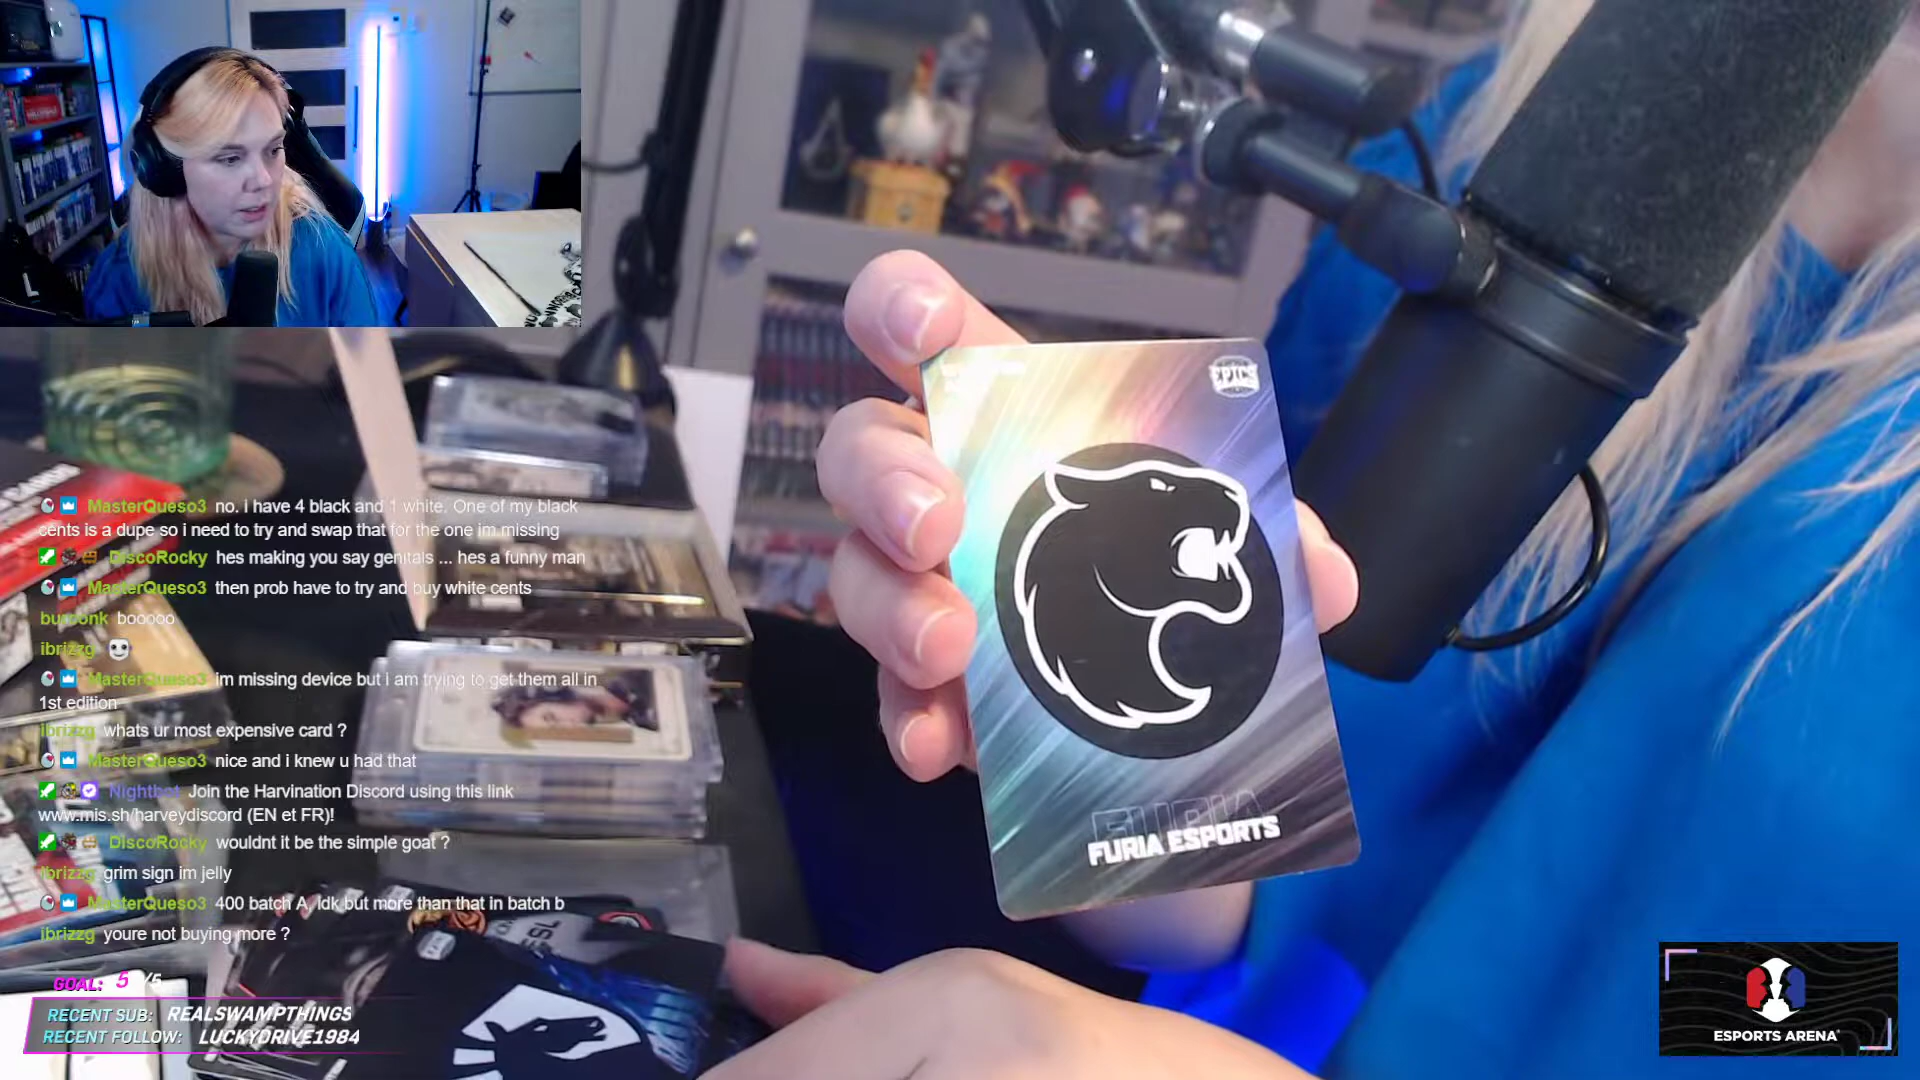 MasterQueso3 no. i have 4 black and 1 white. One of my black
cents is a dupe so i need to try and swap that for the one im missing
DiscoRocky hes making you say genitals ... hes a funny man
MasterQueso3 then prob have to try and buy white cents
booooo
ibrizzg
MasterQueso3 im missing device but i am trying to get them all in
1st edition
ibrizzg whats ur most expensive card ?
MasterQueso3 nice and i knew u had that
Nightbot Join the Harvination Discord using this link
www.mis.sh/harveydiscord (EN et FR)!
DiscoRocky wouldnt it be the simple goat ?
ibrizzg grim sign im jelly
MasterQueso3 400 batch A, Idk but more than that in batch b
ibrizzg youre not buying more ?
GOAL: 5 /5
RECENT SUB: REALSWAMPTHINGS
RECENT FOLLOW: LUCKYDRIVE1984
EPICS
FURIA
FURIA ESPORTS
ESPORTS ARENA